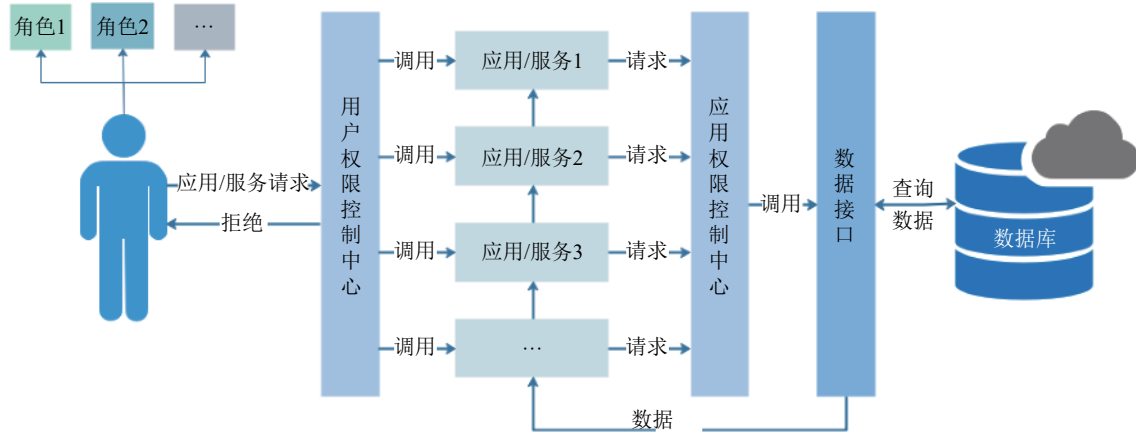 角色1
角色2
…
应用/服务请求
拒绝
用户权限控制中心
调用
应用/服务1
请求
调用
应用/服务2
请求
调用
应用/服务3
请求
调用
…
请求
应用权限控制中心
调用
数据接口
查询
数据
数据库
数据